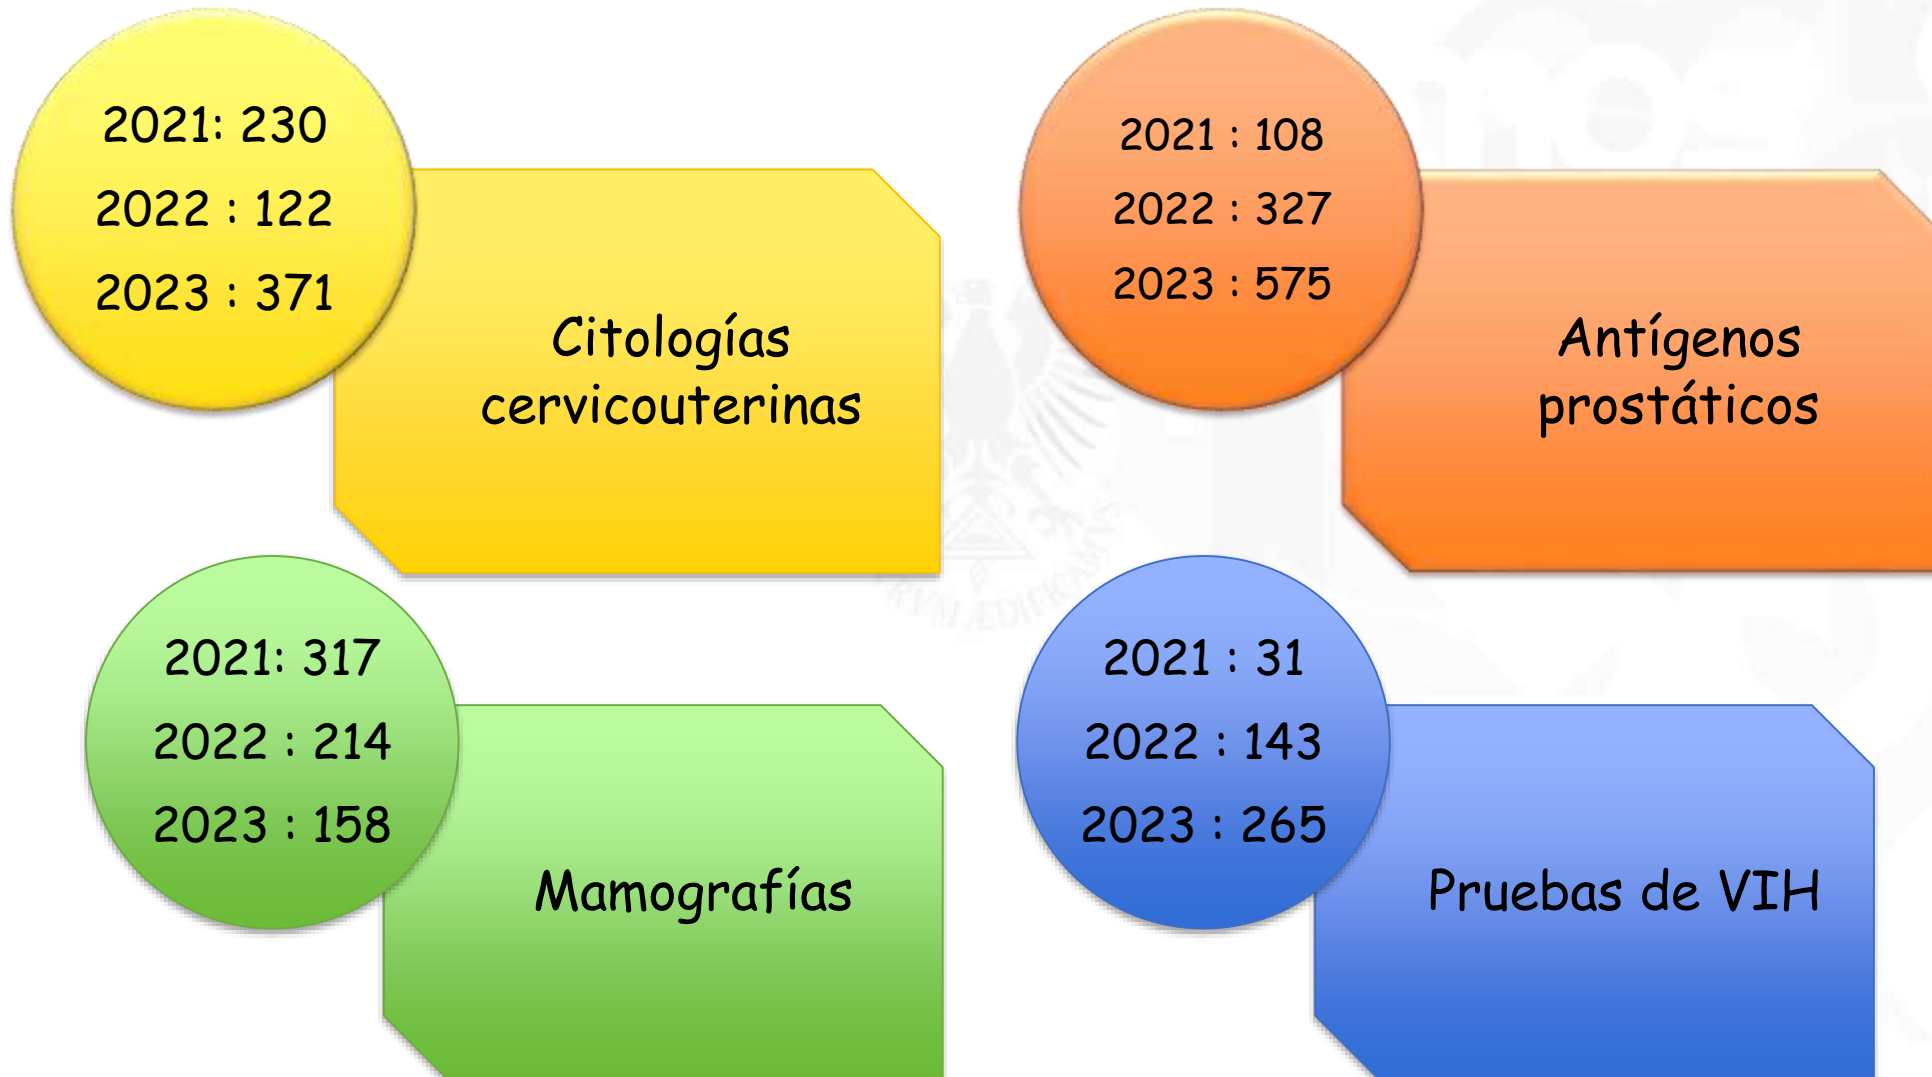 2021: 230
2022 : 122
2023 : 371
Citologías
cervicouterinas
2021 : 108
2022 : 327
2023 : 575
Antígenos
prostáticos
2021: 317
2022 : 214
2023 : 158
Mamografías
2021 : 31
2022 : 143
2023 : 265
Pruebas de VIH